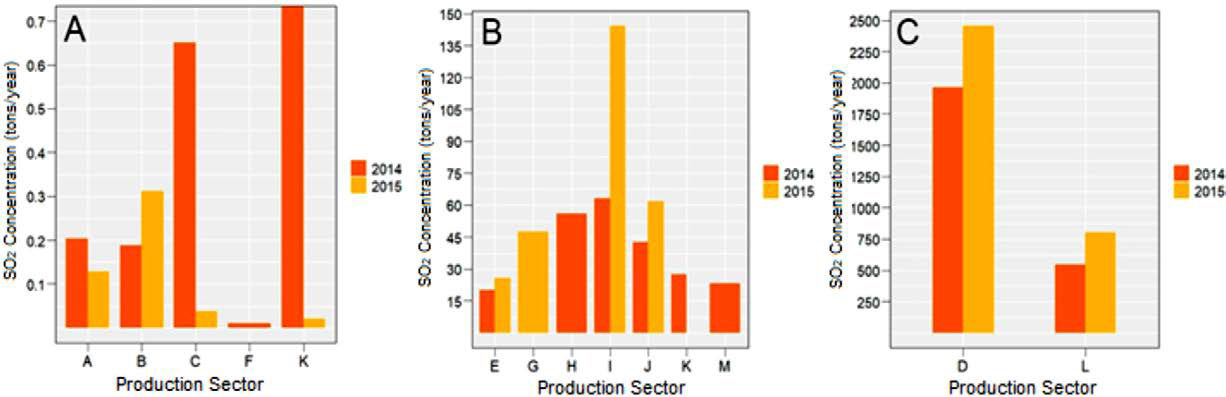 A
SO2 Concentration (tons/year)
0.7
0.6
0.5
0.4
0.3
0.2
0.1
A B C F K
Production Sector
2014
2015
B
SO2 Concentration (tons/year)
150
135
120
105
90
75
60
45
30
15
E G H I J K M
Production Sector
2014
2015
C
SO2 Concentration (tons/year)
2500
2250
2000
1750
1500
1250
1000
750
500
250
D L
Production Sector
2014
2015